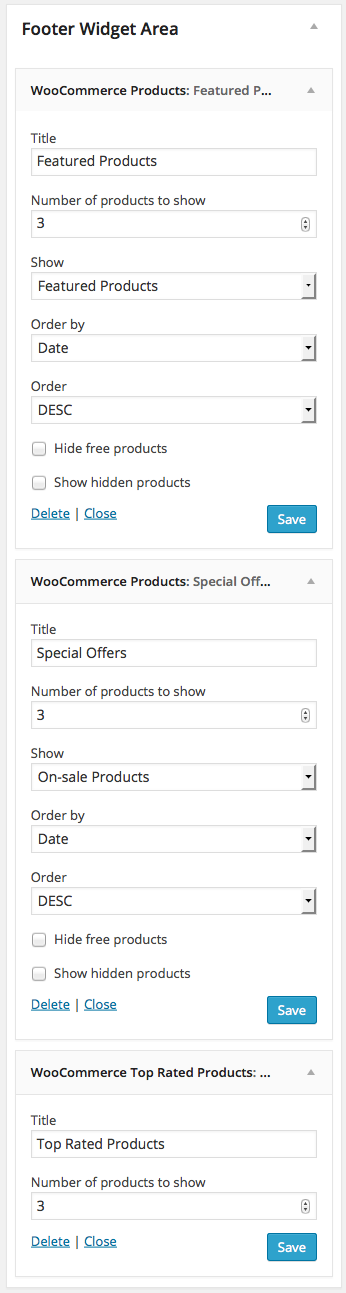 Footer Widget Area
WooCommerce Products: Featured P...
Title
Featured Products
Number of products to show
3
Show
Featured Products
Order by
Date
Order
DESC
Hide free products
Show hidden products
Delete | Close
Save
WooCommerce Products: Special Off...
Title
Special Offers
Number of products to show
3
Show
On-sale Products
Order by
Date
Order
DESC
Hide free products
Show hidden products
Delete | Close
Save
WooCommerce Top Rated Products: ...
Title
Top Rated Products
Number of products to show
3
Delete | Close
Save